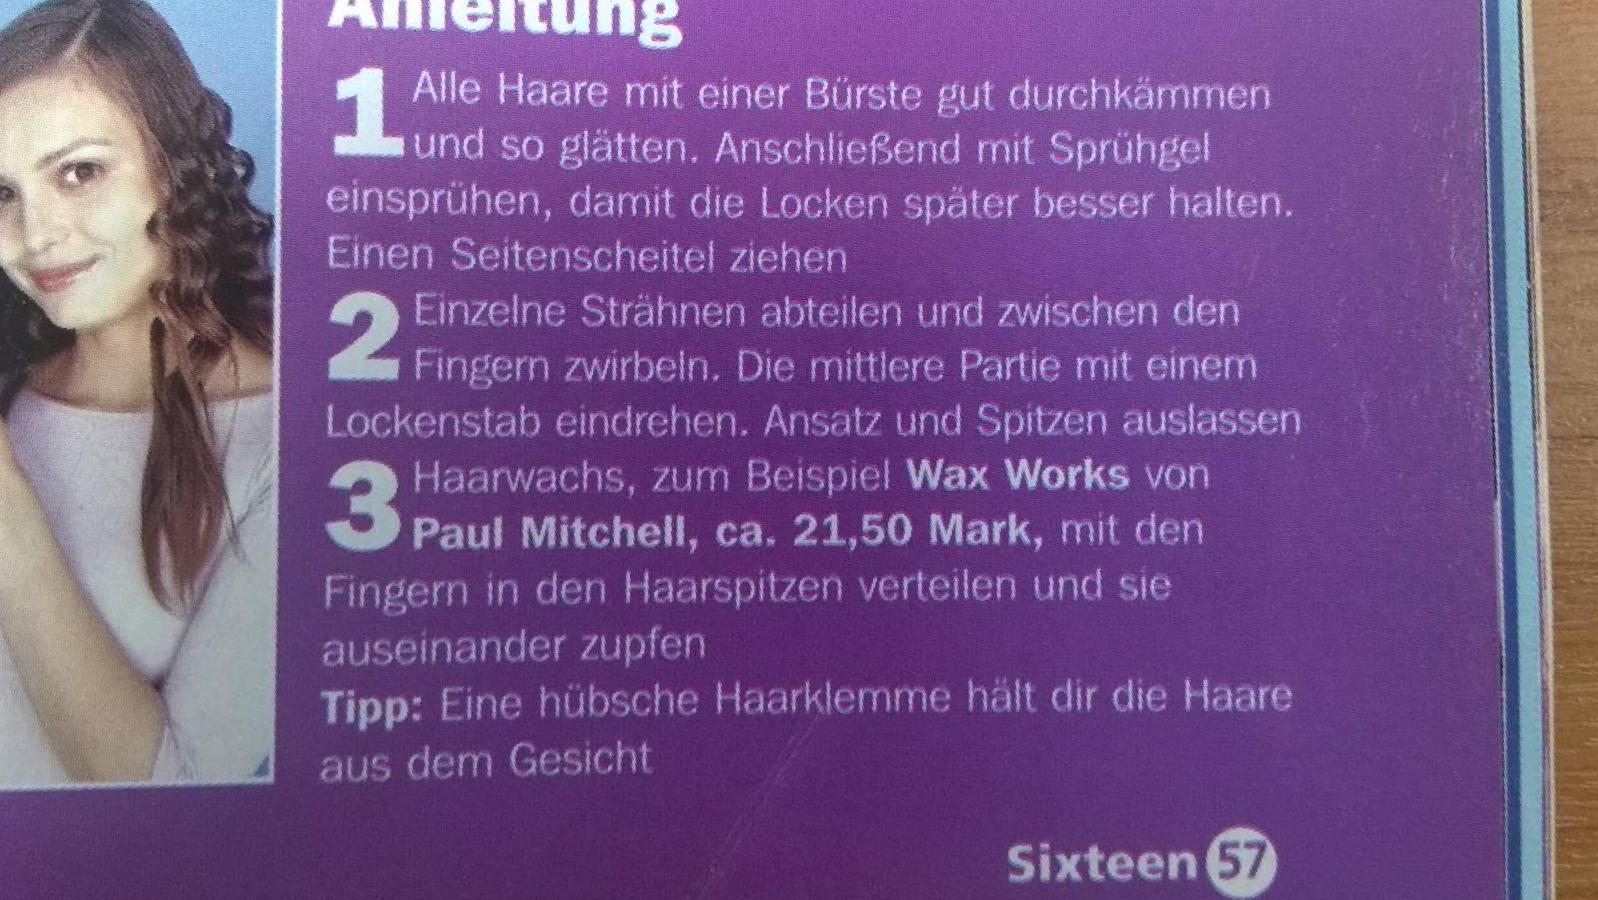 Anleitung
1 Alle Haare mit einer Bürste gut durchkämmen
und so glätten. Anschließend mit Sprühgel
einsprühen, damit die Locken später besser halten.
Einen Seitenscheitel ziehen
2 Einzelne Strähnen abteilen und zwischen den
Fingern zwirbeln. Die mittlere Partie mit einem
Lockenstab eindrehen. Ansatz und Spitzen auslassen
3 Haarwachs, zum Beispiel Wax Works von
Paul Mitchell, ca. 21,50 Mark, mit den
Fingern in den Haarspitzen verteilen und sie
auseinander zupfen
Tipp: Eine hübsche Haarklemme hält dir die Haare
aus dem Gesicht
Sixteen 57